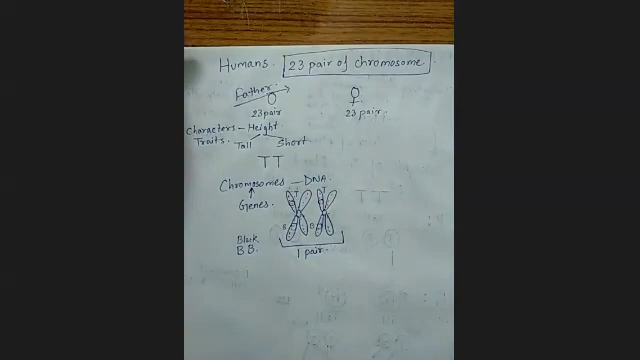 Humans. 23 pair of chromosome.
Father.
23 pair 23 pair.
Characters - Height
Traits. Tall Short
TT
Chromosomes - DNA.
Genes.
T T
B B
Black
BB.
1 pair.